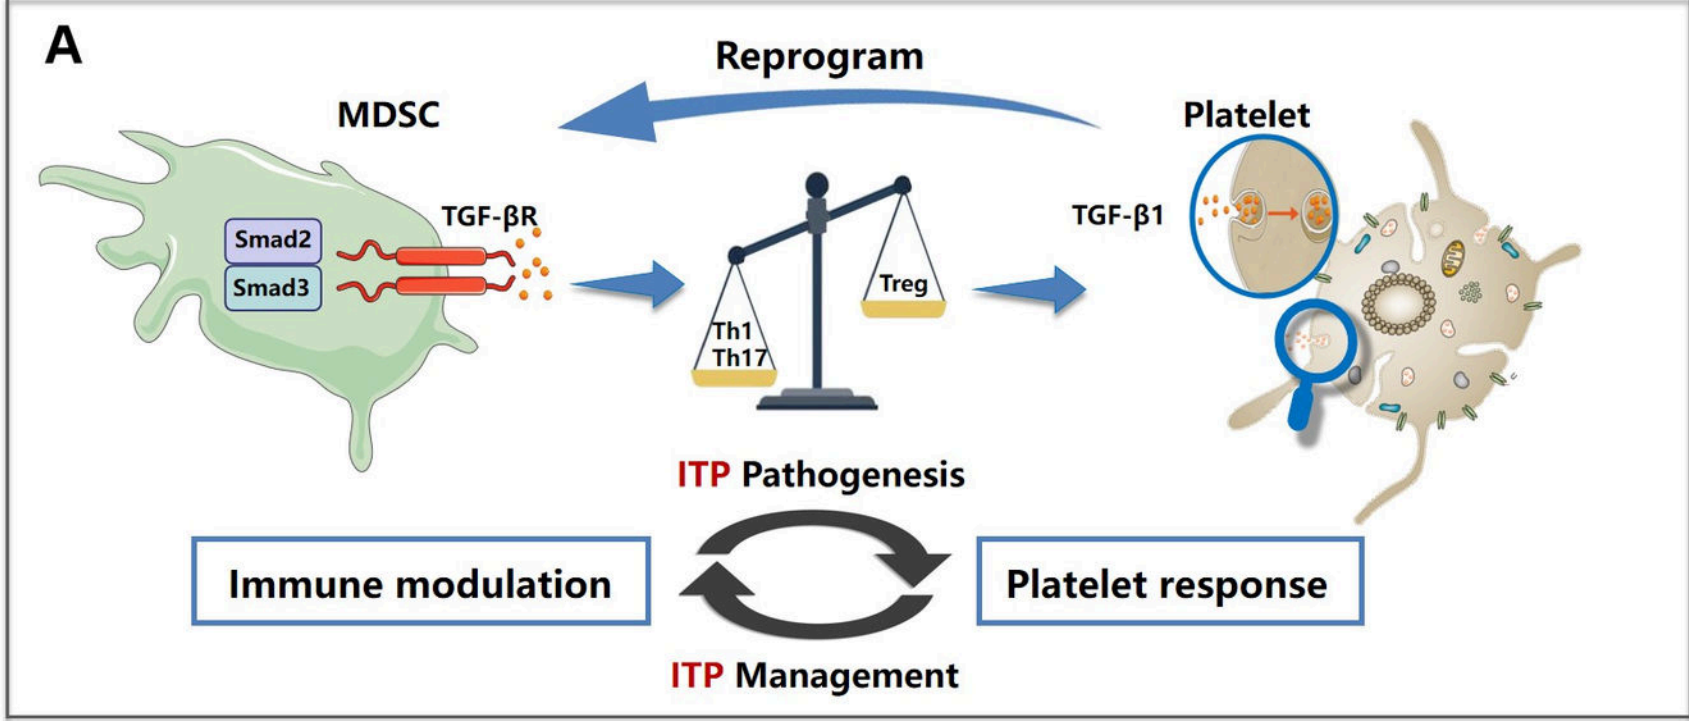 A
Reprogram
MDSC
Platelet
TGF-βR
TGF-β1
Smad2
Smad3
Treg
Th1
Th17
ITP Pathogenesis
Immune modulation
Platelet response
ITP Management